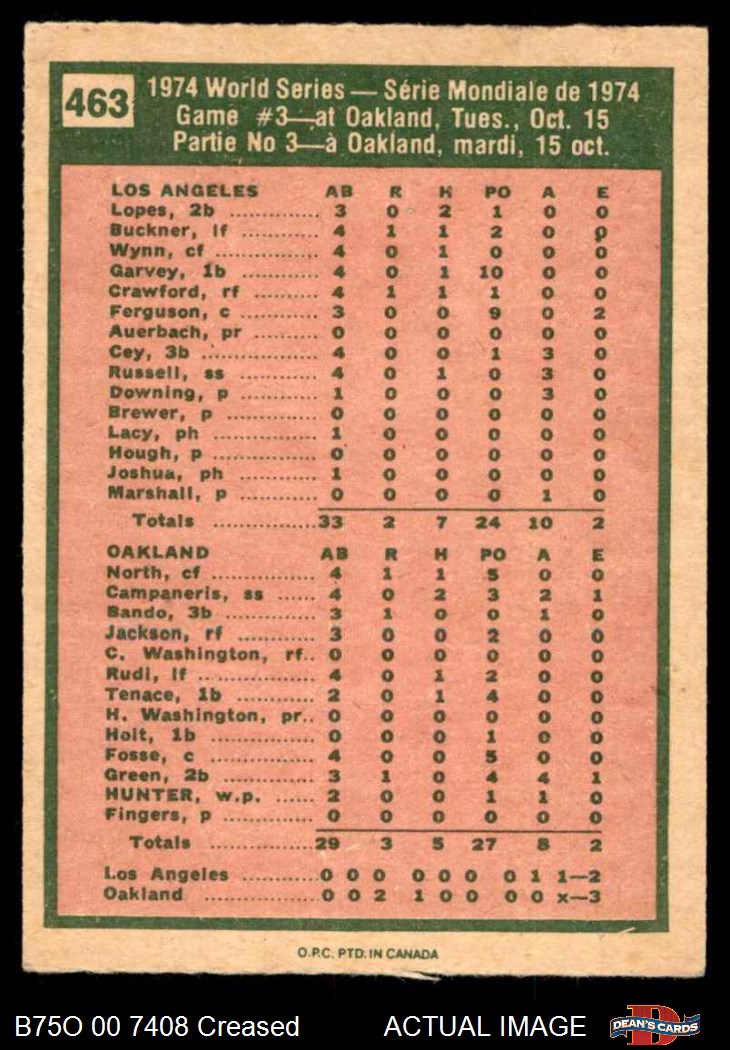 463
1974 World Series — Série Mondiale de 1974
Game #3—at Oakland, Tues., Oct. 15
Partie No 3—à Oakland, mardi, 15 oct.
LOS ANGELES AB R H PO A E
Lopes, 2b .............. 3 0 2 1 0 0
Buckner, lf ............ 4 1 1 2 0 0
Wynn, cf .............. 4 0 1 0 0 0
Garvey, 1b ............ 4 0 1 10 0 0
Crawford, rf .......... 4 1 1 1 0 0
Ferguson, c ............ 3 0 0 9 0 2
Auerbach, pr .......... 0 0 0 0 0 0
Cey, 3b .................. 4 0 0 1 3 0
Russell, ss ............ 4 0 1 0 3 0
Downing, p ............ 1 0 0 0 3 0
Brewer, p .............. 0 0 0 0 0 0
Lacy, ph ................ 1 0 0 0 0 0
Hough, p .............. 0 0 0 0 0 0
Joshua, ph ............ 1 0 0 0 0 0
Marshall, p ............ 0 0 0 0 1 0
Totals ................ 33 2 7 24 10 2
OAKLAND AB R H PO A E
North, cf ................ 4 1 1 5 0 0
Campaneris, ss ...... 4 0 2 3 2 1
Bando, 3b .............. 3 1 0 0 1 0
Jackson, rf ............ 3 0 0 2 0 0
C. Washington, rf.. 0 0 0 0 0 0
Rudi, lf .................. 4 0 1 2 0 0
Tenace, 1b ............ 2 0 1 4 0 0
H. Washington, pr.. 0 0 0 0 0 0
Holt, 1b ................ 0 0 0 1 0 0
Fosse, c ................ 4 0 0 5 0 0
Green, 2b .............. 3 1 0 4 4 1
HUNTER, w.p. ...... 2 0 0 1 1 0
Fingers, p .............. 0 0 0 0 0 0
Totals .................. 29 3 5 27 8 2
Los Angeles .............. 0 0 0 0 0 0 0 1 1—2
Oakland .................. 0 0 2 1 0 0 0 0 x—3
O.P.C. PTD. IN CANADA
B75O 00 7408 Creased ACTUAL IMAGE
D
DEAN'S CARDS